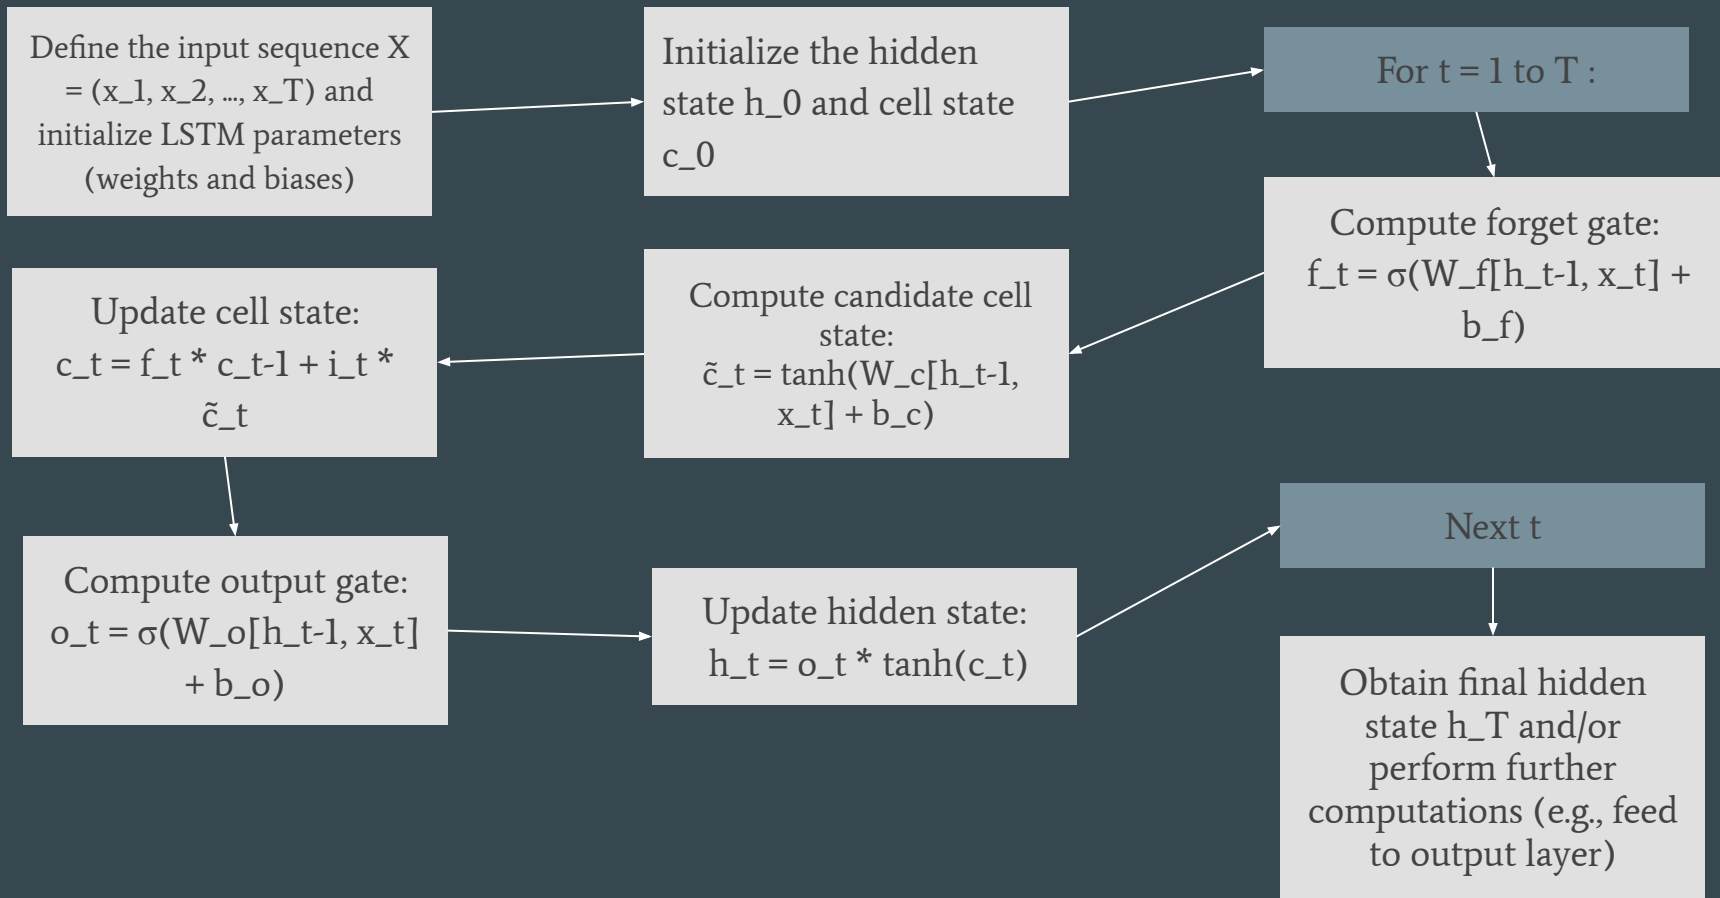 Define the input sequence X
= (x_1, x_2, ..., x_T) and
initialize LSTM parameters
(weights and biases)
Initialize the hidden
state h_0 and cell state
c_0
For t = 1 to T :
Compute forget gate:
f_t = σ(W_f[h_t-1, x_t] +
b_f)
Compute candidate cell
state:
c̃_t = tanh(W_c[h_t-1,
x_t] + b_c)
Update cell state:
c_t = f_t * c_t-1 + i_t *
c̃_t
Compute output gate:
o_t = σ(W_o[h_t-1, x_t]
+ b_o)
Update hidden state:
h_t = o_t * tanh(c_t)
Next t
Obtain final hidden
state h_T and/or
perform further
computations (e.g., feed
to output layer)